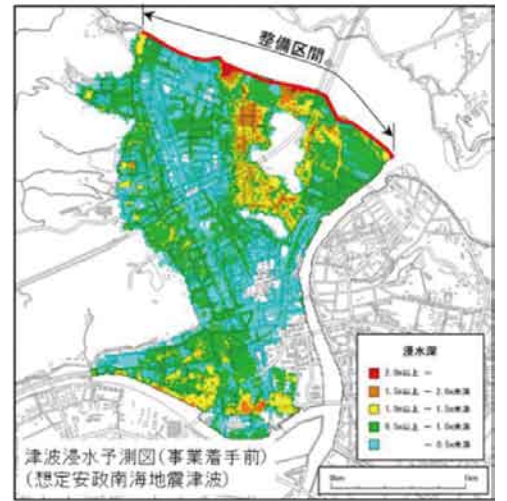 整備区間
浸水深
2.0m以上 ～
1.5m以上 ～ 2.0m未満
1.0m以上 ～ 1.5m未満
0.5m以上 ～ 1.0m未満
～ 0.5m未満
津波浸水予測図(事業着手前)
(想定安政南海地震津波)
0km 1km